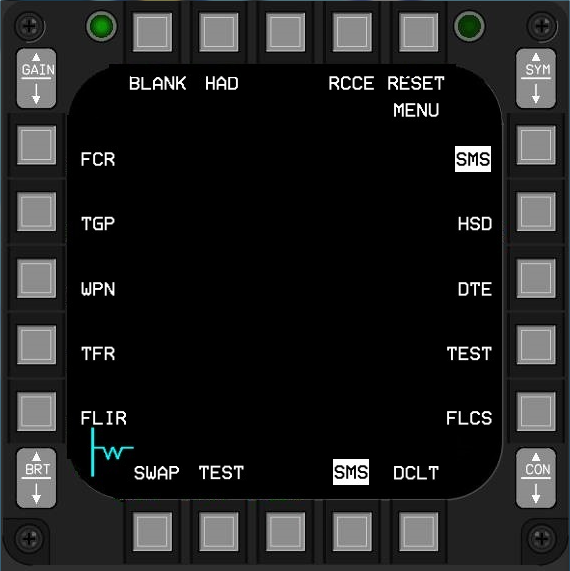 GAIN
SYM
BLANK HAD RCCE RESET
MENU
FCR SMS
TGP HSD
WPN DTE
TFR TEST
FLIR FLCS
W
BRT
CON
SWAP TEST SMS DCLT